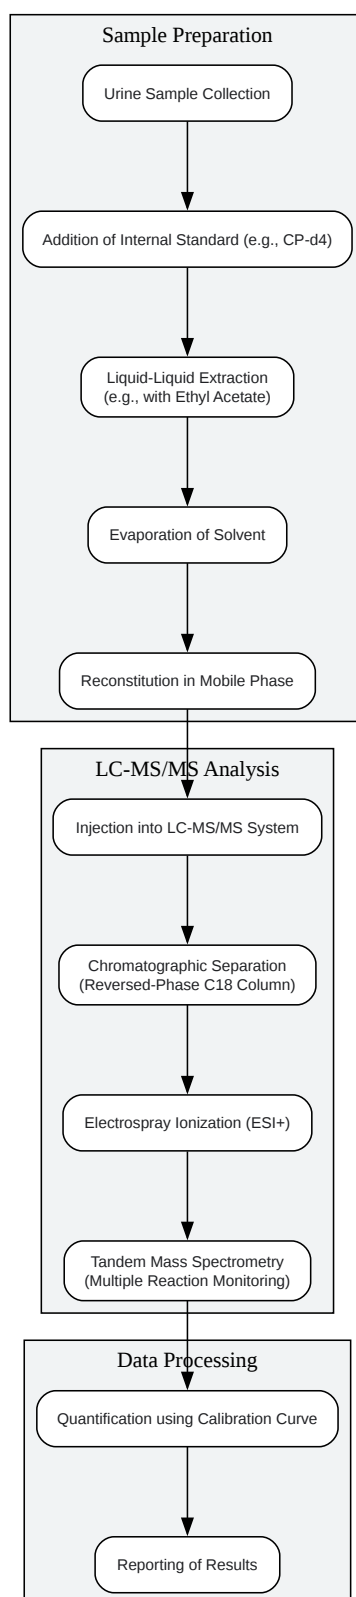 Sample Preparation
Urine Sample Collection
Addition of Internal Standard (e.g., CP-d4)
Liquid-Liquid Extraction
(e.g., with Ethyl Acetate)
Evaporation of Solvent
Reconstitution in Mobile Phase
LC-MS/MS Analysis
Injection into LC-MS/MS System
Chromatographic Separation
(Reversed-Phase C18 Column)
Electrospray Ionization (ESI+)
Tandem Mass Spectrometry
(Multiple Reaction Monitoring)
Data Processing
Quantification using Calibration Curve
Reporting of Results